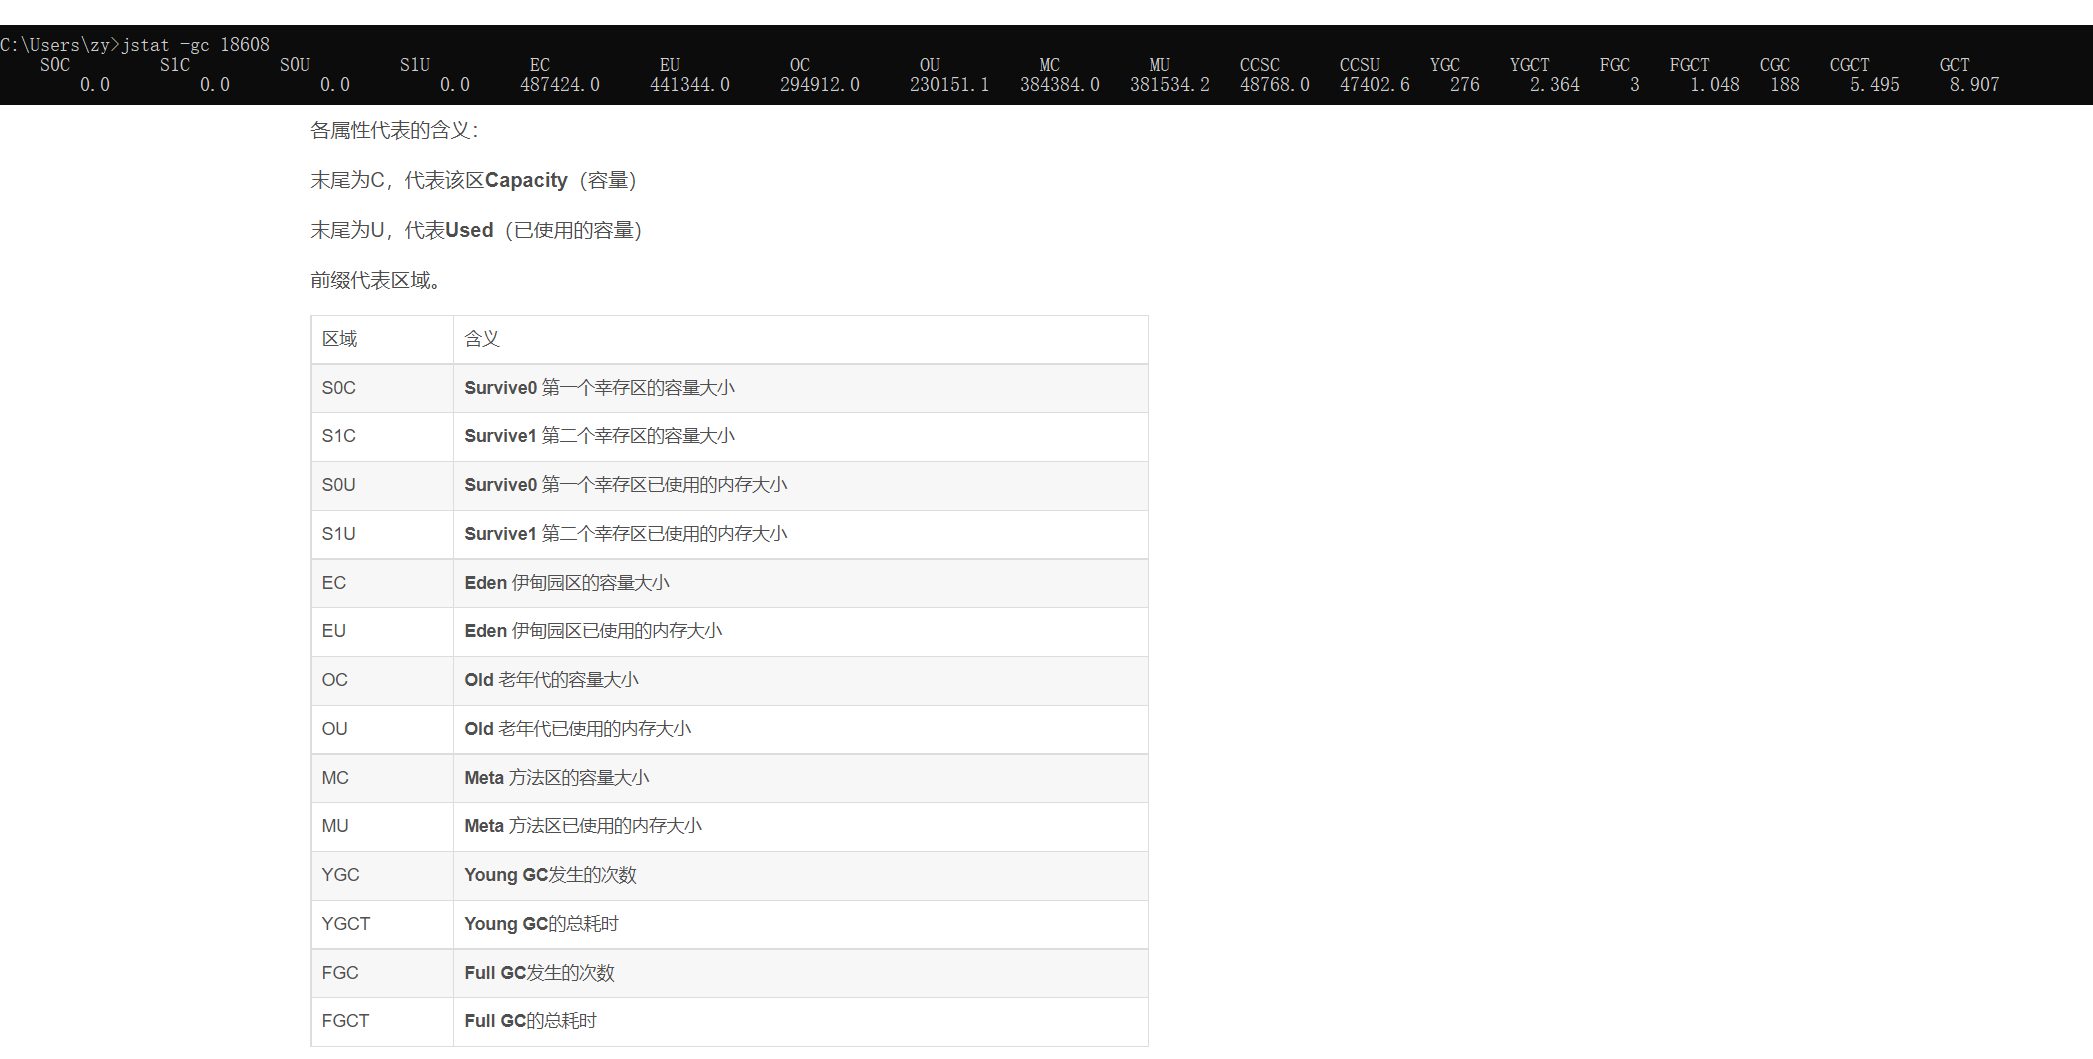 C:\Users\zy>jstat -gc 18608
S0C S1C S0U S1U EC EU OC OU MC MU CCSC CCSU YGC YGCT FGC FGCT CGC CGCT GCT
0.0 0.0 0.0 0.0 487424.0 441344.0 294912.0 230151.1 384384.0 381534.2 48768.0 47402.6 276 2.364 3 1.048 188 5.495 8.907
各属性代表的含义：
末尾为C，代表该区Capacity（容量）
末尾为U，代表Used（已使用的容量）
前缀代表区域。
区域 含义
S0C Survive0 第一个幸存区的容量大小
S1C Survive1 第二个幸存区的容量大小
S0U Survive0 第一个幸存区已使用的内存大小
S1U Survive1 第二个幸存区已使用的内存大小
EC Eden 伊甸园区的容量大小
EU Eden 伊甸园区已使用的内存大小
OC Old 老年代的容量大小
OU Old 老年代已使用的内存大小
MC Meta 方法区的容量大小
MU Meta 方法区已使用的内存大小
YGC Young GC发生的次数
YGCT Young GC的总耗时
FGC Full GC发生的次数
FGCT Full GC的总耗时